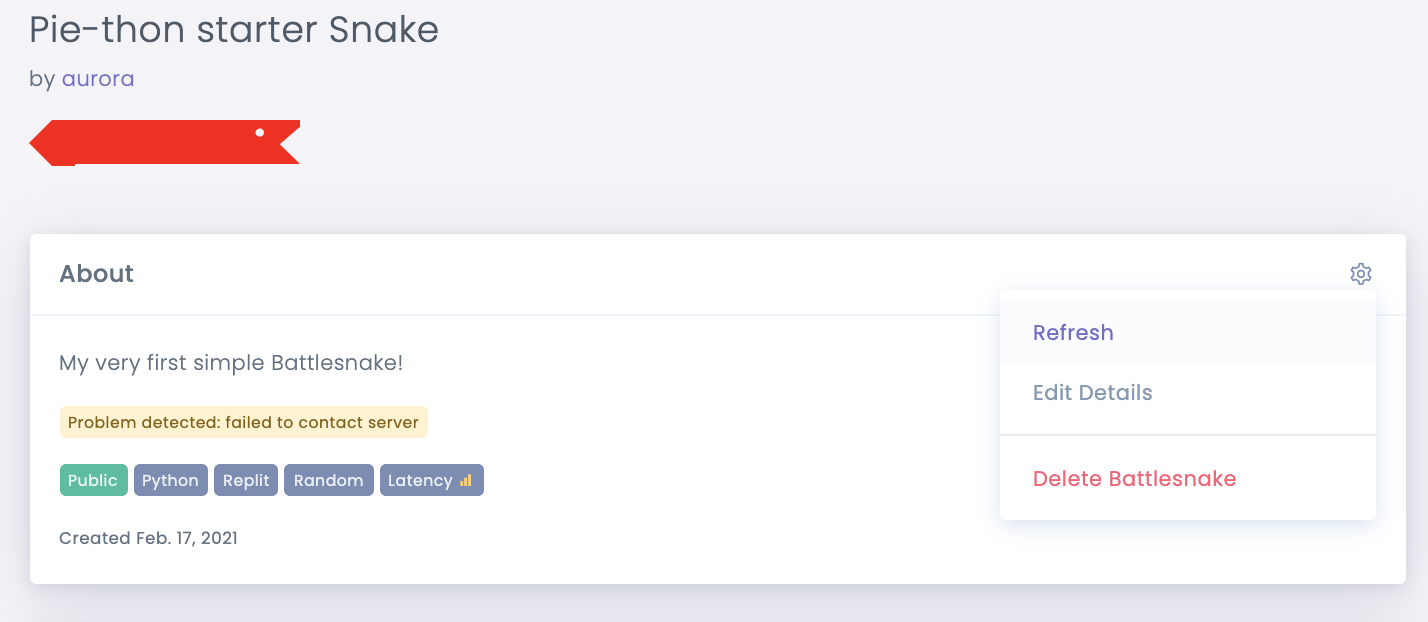 Pie-thon starter Snake
by aurora
About
Refresh
My very first simple Battlesnake!
Edit Details
Problem detected: failed to contact server
Public Python Replit Random Latency
Delete Battlesnake
Created Feb. 17, 2021